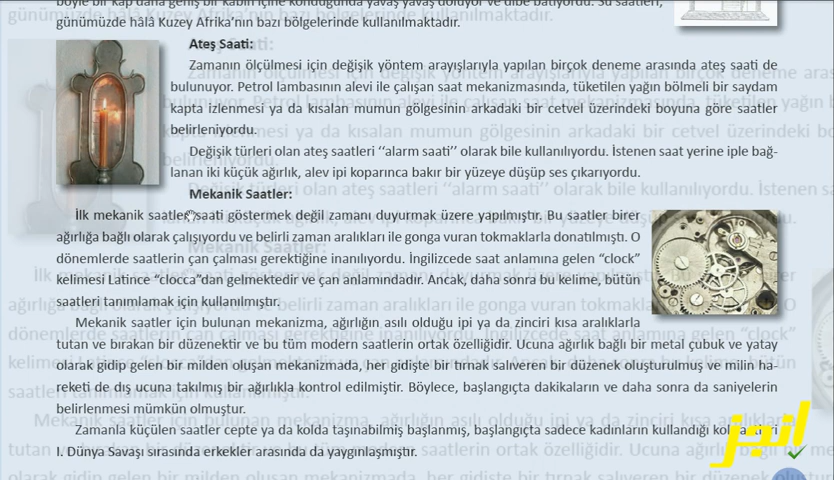 böyle bir kap daha geniş bir kabın içine konduğunda yavaş yavaş doluyor ve dibe batıyordu. Su saatleri,
günümüzde hâlâ Kuzey Afrika'nın bazı bölgelerinde kullanılmaktadır.
Ateş Saati:
Zamanın ölçülmesi için değişik yöntem arayışlarıyla yapılan birçok deneme arasında ateş saati de
bulunuyor. Petrol lambasının alevi ile çalışan saat mekanizmasında, tüketilen yağın bölmeli bir saydam
kapta izlenmesi ya da kısalan mumun gölgesinin arkadaki bir cetvel üzerindeki boyuna göre saatler
belirleniyordu.
Değişik türleri olan ateş saatleri ‘‘alarm saati’’ olarak bile kullanılıyordu. İstenen saat yerine iple bağ-
lanan iki küçük ağırlık, alev ipi koparınca bakır bir yüzeye düşüp ses çıkarıyordu.
Mekanik Saatler:
İlk mekanik saatler saati göstermek değil zamanı duyurmak üzere yapılmıştır. Bu saatler birer
ağırlığa bağlı olarak çalışıyordu ve belirli zaman aralıkları ile gonga vuran tokmaklarla donatılmıştı. O
dönemlerde saatlerin çan çalması gerektiğine inanılıyordu. İngilizcede saat anlamına gelen “clock”
kelimesi Latince “clocca”dan gelmektedir ve çan anlamındadır. Ancak, daha sonra bu kelime, bütün
saatleri tanımlamak için kullanılmıştır.
Mekanik saatler için bulunan mekanizma, ağırlığın asılı olduğu ipi ya da zinciri kısa aralıklarla
tutan ve bırakan bir düzenektir ve bu tüm modern saatlerin ortak özelliğidir. Ucuna ağırlık bağlı bir metal çubuk ve yatay
olarak gidip gelen bir milden oluşan mekanizmada, her gidişte bir tırnak salıveren bir düzenek oluşturulmuş ve milin ha-
reketi de dış ucuna takılmış bir ağırlıkla kontrol edilmiştir. Böylece, başlangıçta dakikaların ve daha sonra da saniyelerin
belirlenmesi mümkün olmuştur.
Zamanla küçülen saatler cepte ya da kolda taşınabilmiş başlanmış, başlangıçta sadece kadınların kullandığı kol
I. Dünya Savaşı sırasında erkekler arasında da yaygınlaşmıştır.